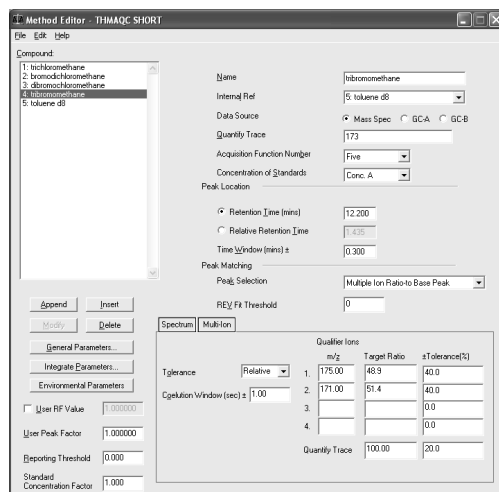 Method Editor - THMAQC SHORT
File Edit Help
Compound:
1: trichloromethane
2: bromodichloromethane
3: dibromochloromethane
4: tribromomethane
5: toluene d8
Name tribromomethane
Internal Ref 5: toluene d8
Data Source Mass Spec GC-A GC-B
Quantify Trace 173
Acquisition Function Number Five
Concentration of Standards Conc. A
Peak Location
Retention Time (mins) 12.200
Relative Retention Time 1.435
Time Window (mins) ± 0.300
Peak Matching
Peak Selection Multiple Ion Ratio-to Base Peak
REV Fit Threshold 0
Append Insert
Modify Delete
General Parameters...
Integrate Parameters...
Environmental Parameters
User RF Value 1.000000
User Peak Factor 1.000000
Reporting Threshold 0.000
Standard
Concentration Factor 1.000
Spectrum Multi-Ion
Qualifier Ions
m/z Target Ratio ±Tolerance(%)
Tolerance Relative
Coelution Window (sec) ± 1.00
1. 175.00 48.9 40.0
2. 171.00 51.4 40.0
3. 0.0
4. 0.0
Quantify Trace 100.00 20.0